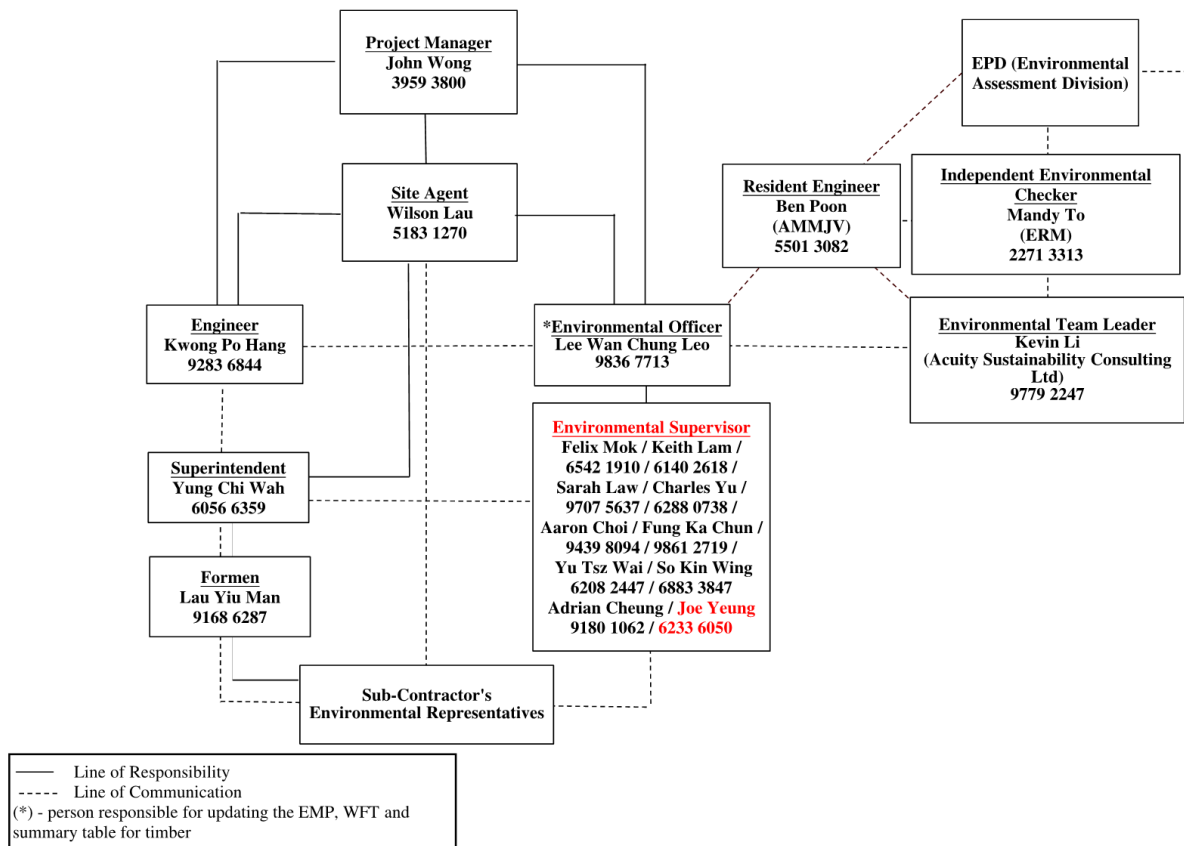 Project Manager
John Wong
3959 3800
EPD (Environmental
Assessment Division)
Site Agent
Wilson Lau
5183 1270
Resident Engineer
Ben Poon
(AMMJV)
5501 3082
Independent Environmental
Checker
Mandy To
(ERM)
2271 3313
Engineer
Kwong Po Hang
9283 6844
*Environmental Officer
Lee Wan Chung Leo
9836 7713
Environmental Team Leader
Kevin Li
(Acuity Sustainability Consulting
Ltd)
9779 2247
Environmental Supervisor
Felix Mok / Keith Lam /
6542 1910 / 6140 2618 /
Sarah Law / Charles Yu /
9707 5637 / 6288 0738 /
Aaron Choi / Fung Ka Chun /
9439 8094 / 9861 2719 /
Yu Tsz Wai / So Kin Wing
6208 2447 / 6883 3847
Adrian Cheung / Joe Yeung
9180 1062 / 6233 6050
Superintendent
Yung Chi Wah
6056 6359
Formen
Lau Yiu Man
9168 6287
Sub-Contractor's
Environmental Representatives
Line of Responsibility
Line of Communication
(*) - person responsible for updating the EMP, WFT and
summary table for timber